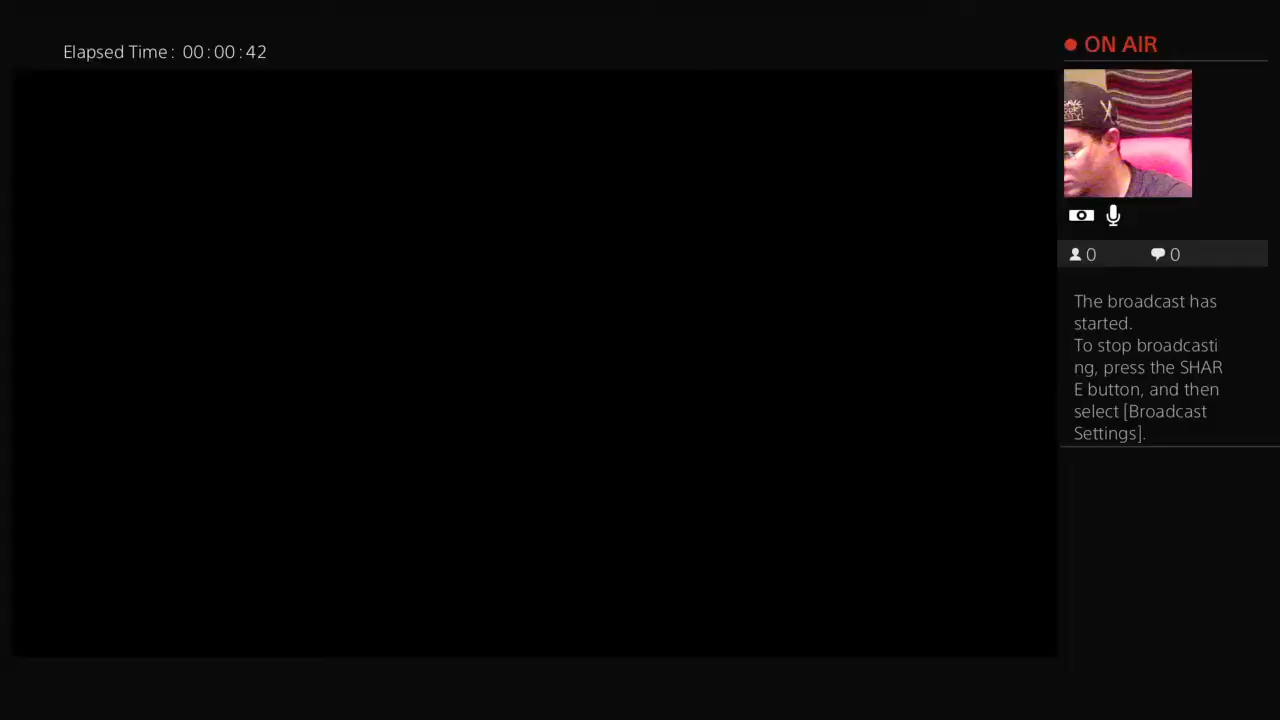 Elapsed Time: 00:00:42
ON AIR
0
0
The broadcast has
started.
To stop broadcasti
ng, press the SHAR
E button, and then
select [Broadcast
Settings].